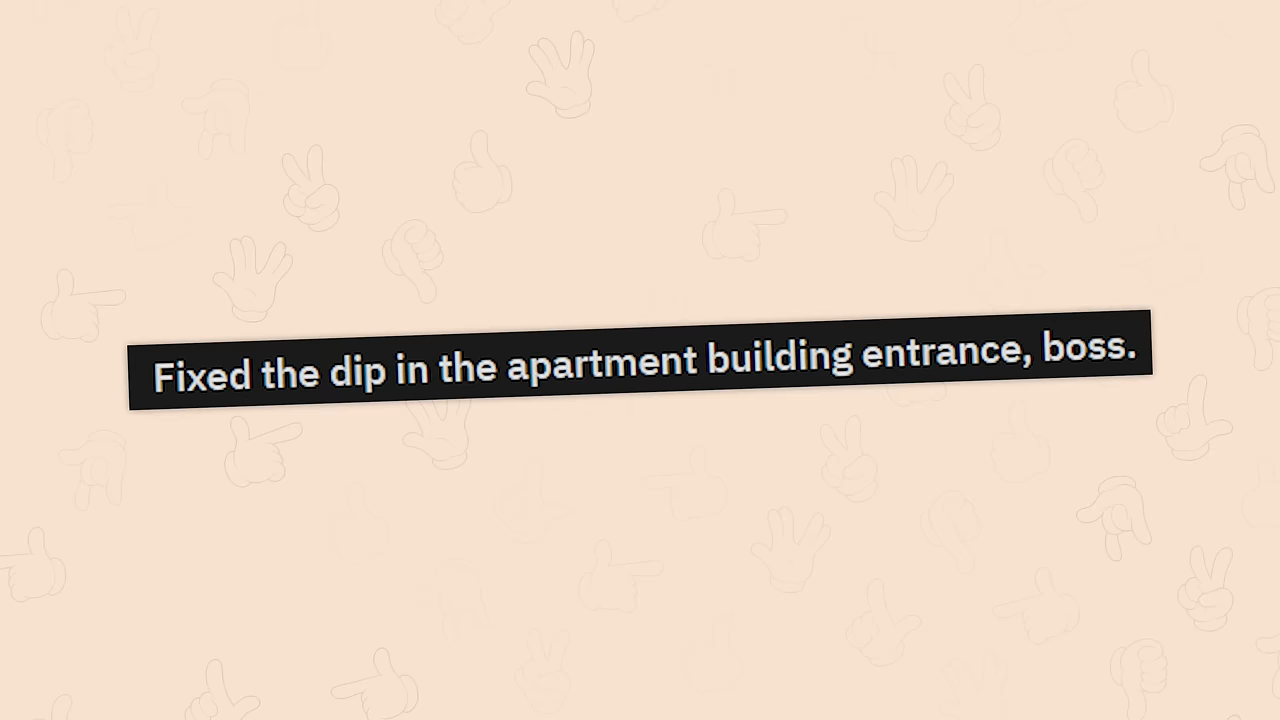 Fixed the dip in the apartment building entrance, boss.